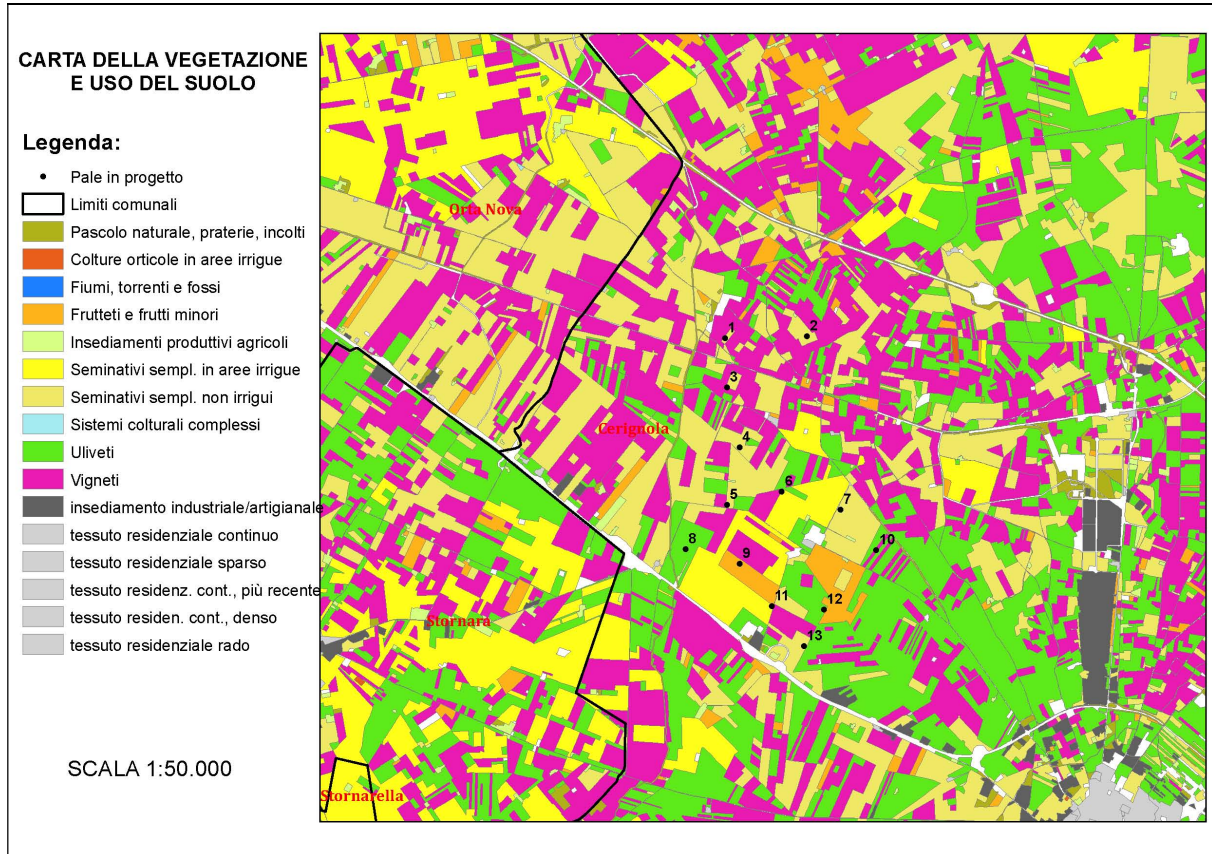 CARTA DELLA VEGETAZIONE
E USO DEL SUOLO
Legenda:
Pale in progetto
Limiti comunali
Pascolo naturale, praterie, incolti
Colture orticole in aree irrigue
Fiumi, torrenti e fossi
Frutteti e frutti minori
Insediamenti produttivi agricoli
Seminativi sempl. in aree irrigue
Seminativi sempl. non irrigui
Sistemi colturali complessi
Uliveti
Vigneti
insediamento industriale/artigianale
tessuto residenziale continuo
tessuto residenziale sparso
tessuto residenz. cont., più recente
tessuto residen. cont., denso
tessuto residenziale rado
SCALA 1:50.000
Orta Nova
1
2
3
Cerignola
4
6
5
7
8
10
9
11
12
Stornara
13
Stornarella